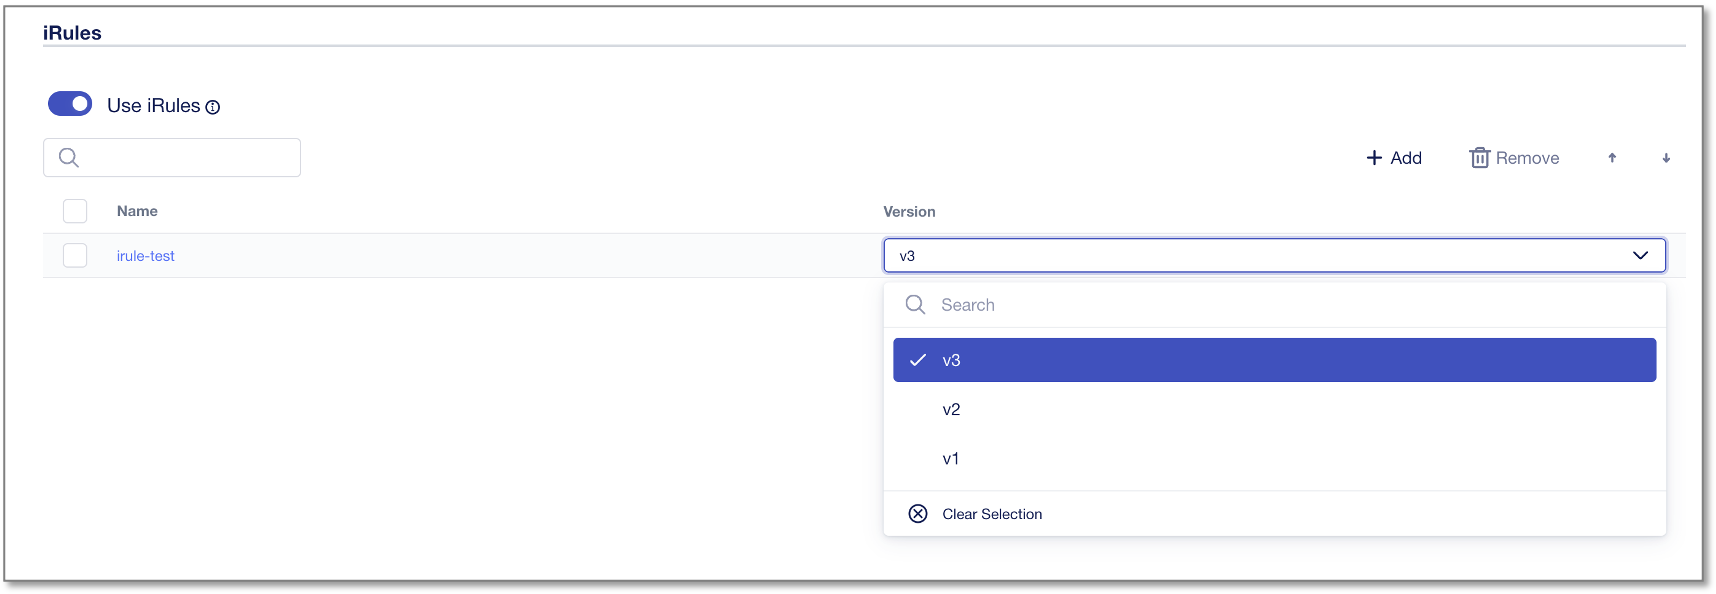 iRules
Use iRules
Add
Remove
Name
Version
irule-test
v3
Search
v3
v2
v1
Clear Selection